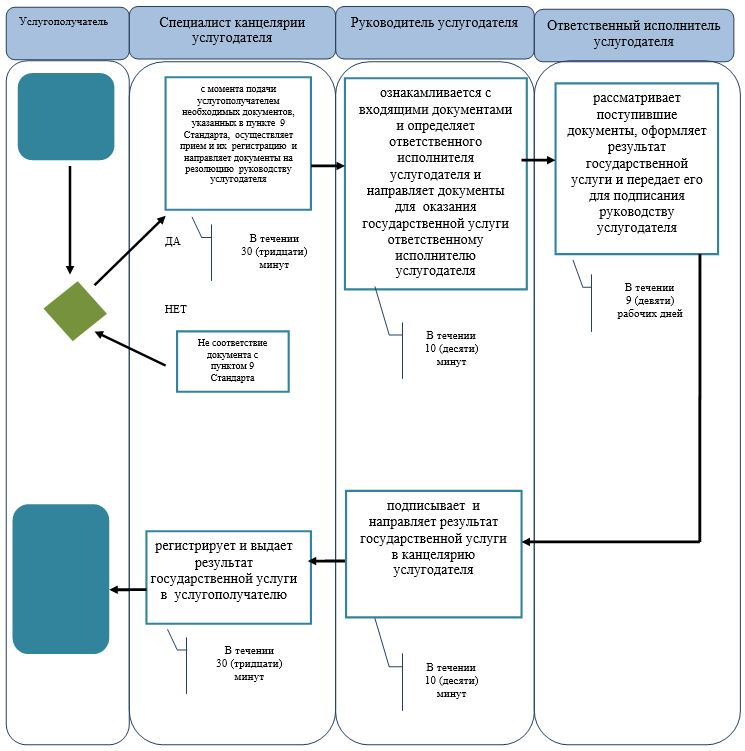 Услугополучатель
Специалист канцелярии
услугодателя
Руководитель услугодателя
Ответственный исполнитель
услугодателя
с момента подачи
услугополучателем
необходимых документов,
указанных в пункте 9
Стандарта, осуществляет
прием и их регистрацию и
направляет документы на
резолюцию руководству
услугодателя
ознакамливается с
входящими документами
и определяет
ответственного
исполнителя
услугодателя и
направляет документы
для оказания
государственной услуги
ответственному
исполнителю
услугодателя
рассматривает
поступившие
документы, оформляет
результат
государственной
услуги и передает его
для подписания
руководству
услугодателя
ДА
В течении
30 (тридцати)
минут
В течении
9 (девяти)
рабочих дней
НЕТ
В течении
10 (десяти)
минут
Не соответствие
документа с
пунктом 9
Стандарта
подписывает и
направляет результат
государственной услуги
в канцелярию
услугодателя
регистрирует и выдает
результат
государственной услуги
в услугополучателю
В течении
30 (тридцати)
минут
В течении
10 (десяти)
минут